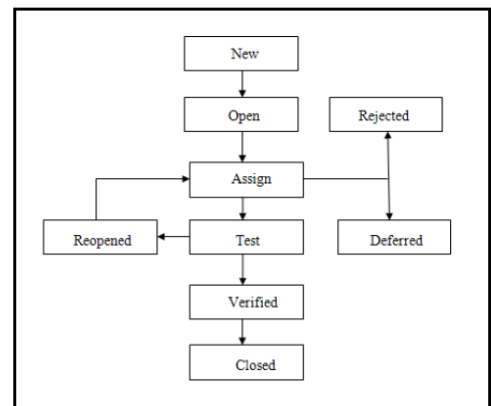 New
Open
Rejected
Assign
Reopened
Test
Deferred
Verified
Closed